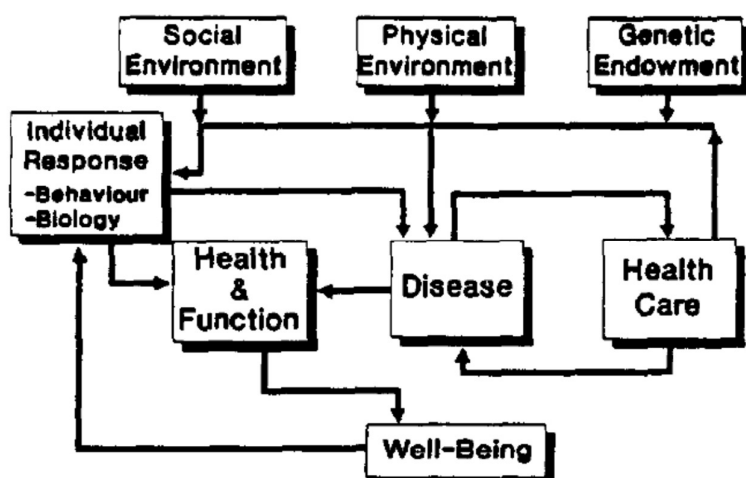 Social
Environment
Physical
Environment
Genetic
Endowment
Individual
Response
-Behaviour
-Biology
Health
&
Function
Disease
Health
Care
Well-Being